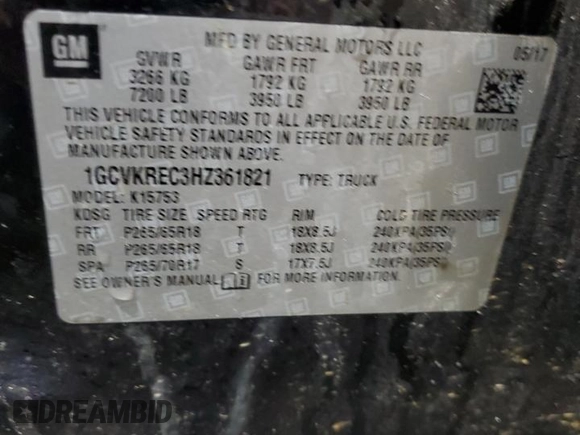 GM
MFD BY GENERAL MOTORS LLC 05/17
GVWR GAWR FRT GAWR RR
3266 KG 1792 KG 1792 KG
7200 LB 3950 LB 3950 LB
THIS VEHICLE CONFORMS TO ALL APPLICABLE U.S. FEDERAL MOTOR
VEHICLE SAFETY STANDARDS IN EFFECT ON THE DATE OF
MANUFACTURE SHOWN ABOVE.
1GCVKREC3HZ361821 TYPE: TRUCK
MODEL: K15753
KDSG TIRE SIZE SPEED RTG RIM COLD TIRE PRESSURE
FRT P265/65R18 T 18X8.5J 240KPA(35PSI)
RR P265/65R18 T 18X8.5J 240KPA(35PSI)
SPA P265/70R17 S 17X7.5J 240KPA(35PSI)
SEE OWNER'S MANUAL FOR MORE INFORMATION.
DREAMBID